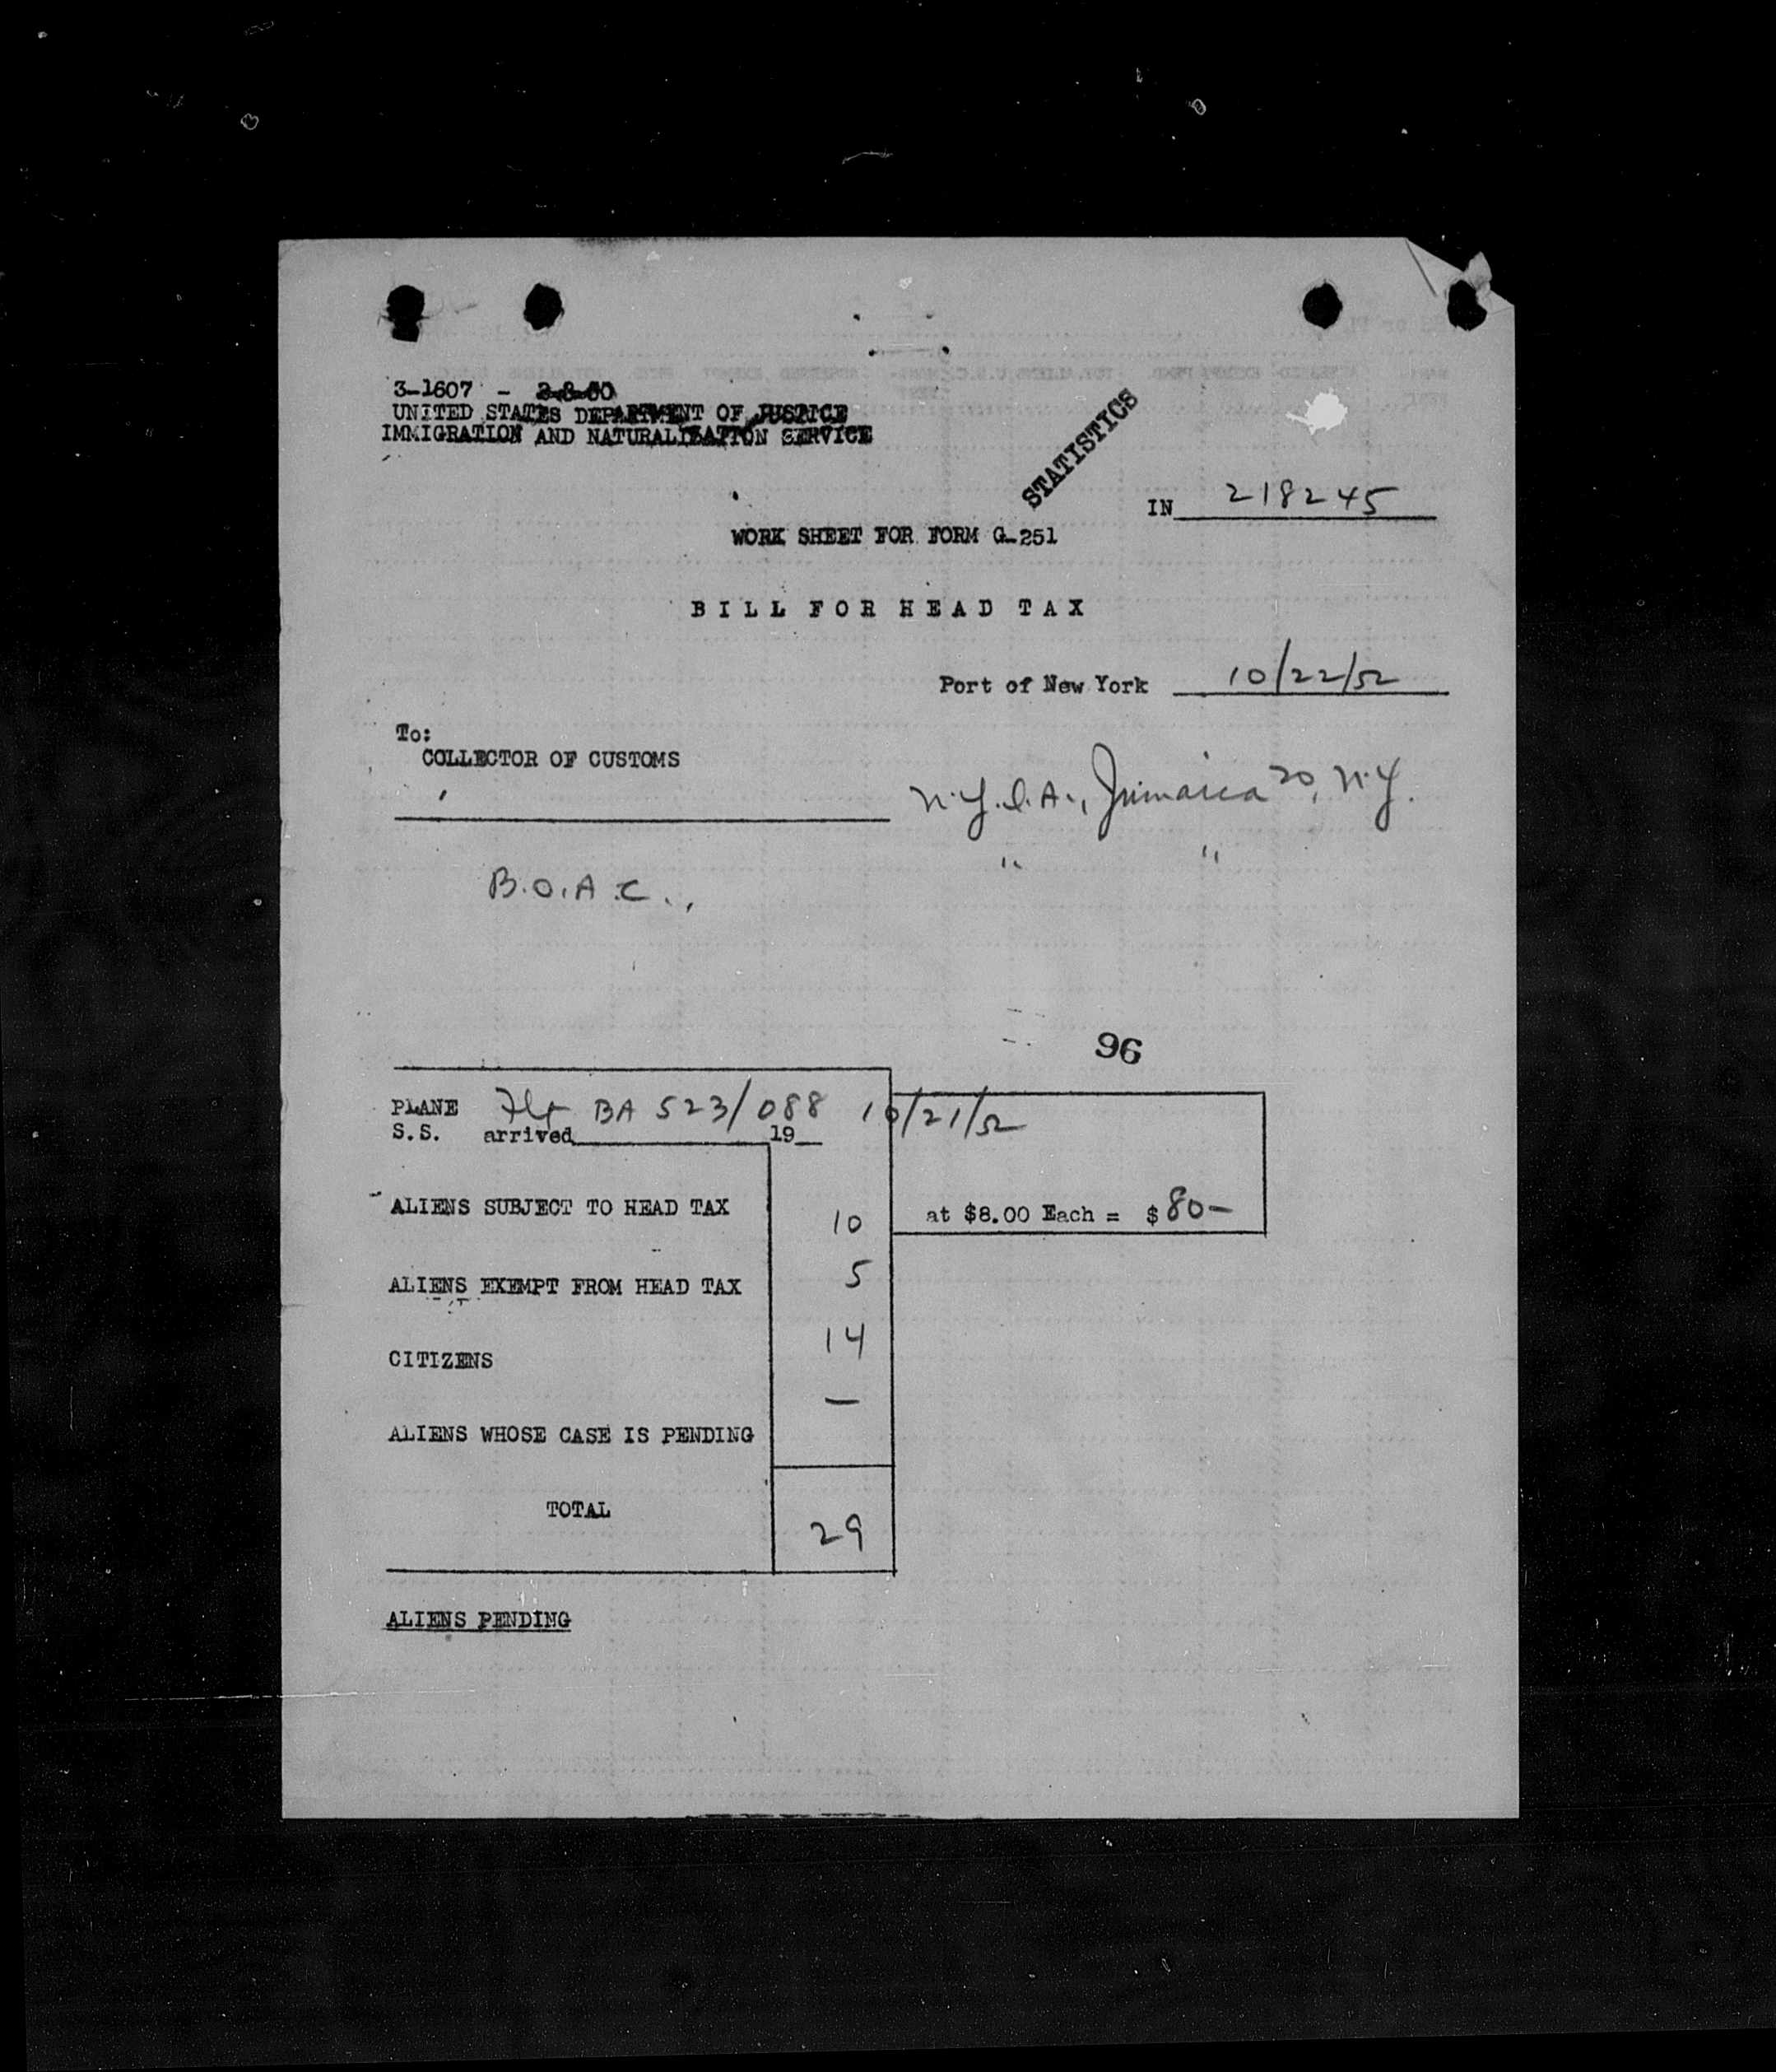 3-1607 - 2-8-50
UNITED STATES DEPARTMENT OF JUSTICE
IMMIGRATION AND NATURALIZATION SERVICE
STATISTICS
IN 218245
WORK SHEET FOR FORM G-251
BILL FOR HEAD TAX
Port of New York 10/22/52
To:
COLLECTOR OF CUSTOMS
N.Y.I.A., Jamaica 20, N.Y.
" "
B.O.A.C.,
96
PLANE Flt BA 523/088 10/21/52
S.S. arrived 19
ALIENS SUBJECT TO HEAD TAX 10 at $8.00 Each = $80-
ALIENS EXEMPT FROM HEAD TAX 5
CITIZENS 14
ALIENS WHOSE CASE IS PENDING —
TOTAL 29
ALIENS PENDING